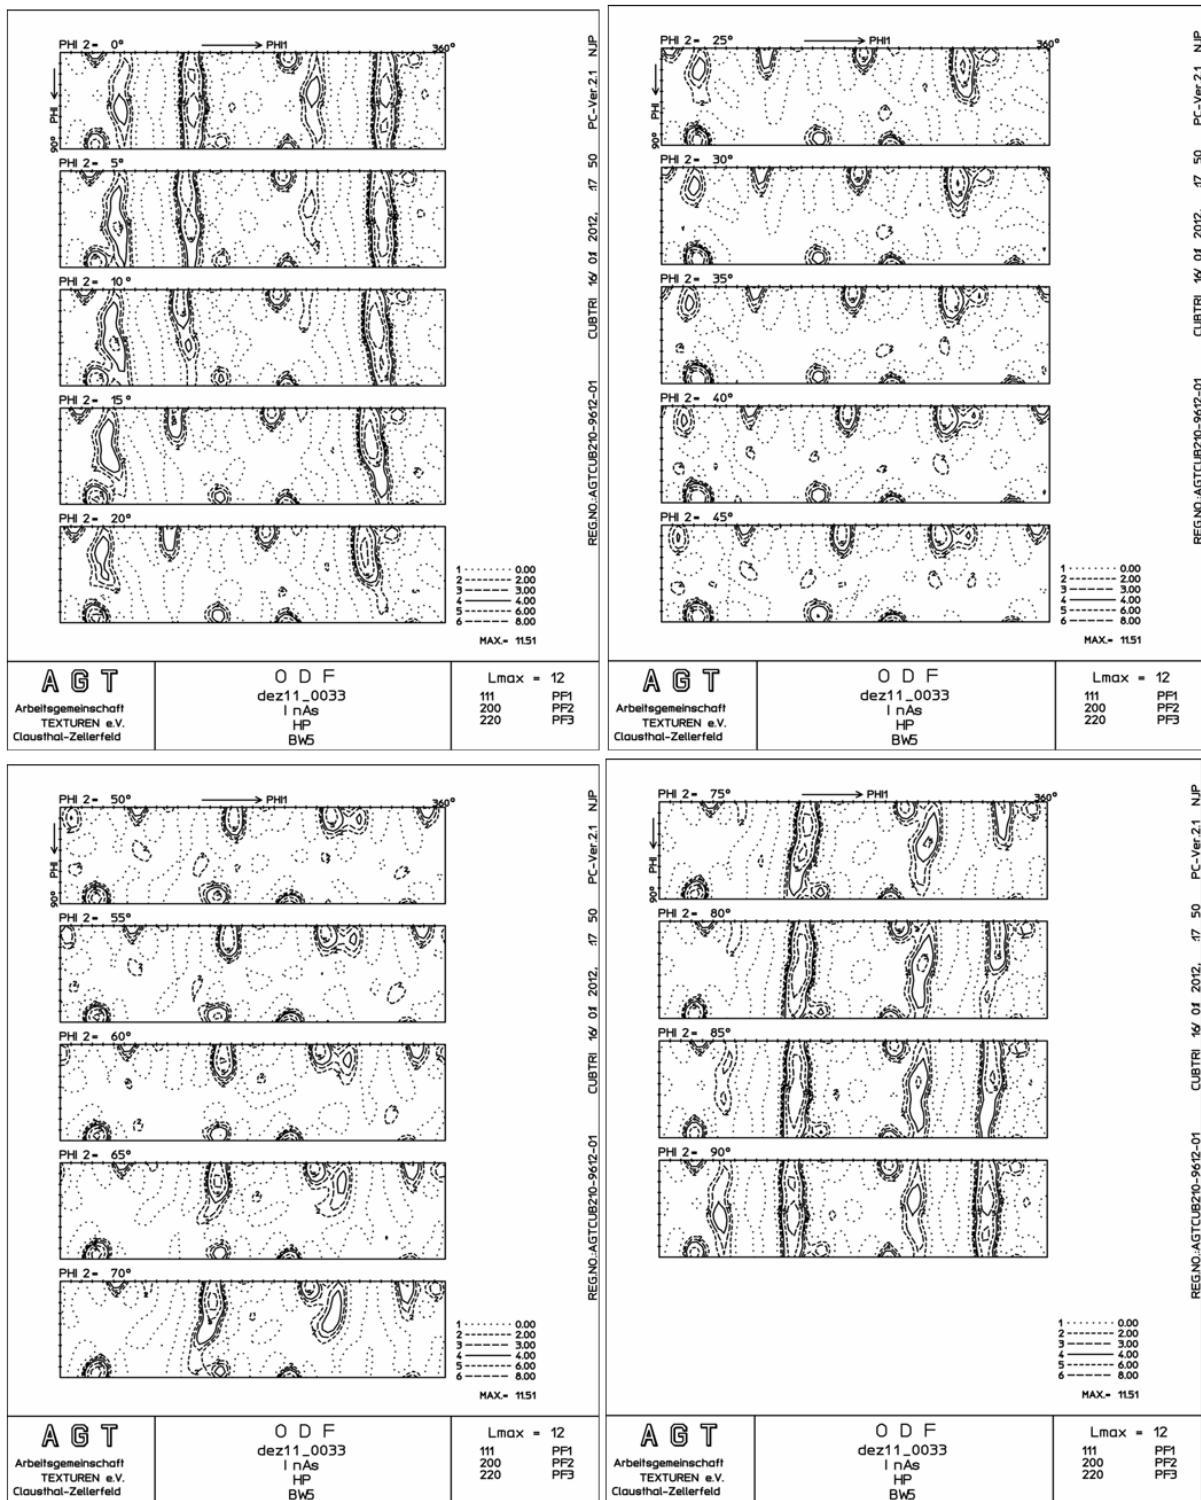 PHI 2= 0° PHI1 360°
PHI
90°
PHI 2= 5°
PHI 2= 10°
PHI 2= 15°
PHI 2= 20°
1 0.00
2 2.00
3 3.00
4 4.00
5 6.00
6 8.00
MAX.= 11.51
REG.NO.:AGTCUB210-9612-01 CUBTRI 16/ 01 2012, 17 50 PC-Ver.2.1 NJP
A G T
Arbeitsgemeinschaft
TEXTUREN e.V.
Clausthal-Zellerfeld
O D F
dez11_0033
I nAs
HP
BW5
Lmax = 12
111 PF1
200 PF2
220 PF3
PHI 2= 25° PHI1 360°
PHI
90°
PHI 2= 30°
PHI 2= 35°
PHI 2= 40°
PHI 2= 45°
1 0.00
2 2.00
3 3.00
4 4.00
5 6.00
6 8.00
MAX.= 11.51
REG.NO.:AGTCUB210-9612-01 CUBTRI 16/ 01 2012, 17 50 PC-Ver.2.1 NJP
A G T
Arbeitsgemeinschaft
TEXTUREN e.V.
Clausthal-Zellerfeld
O D F
dez11_0033
I nAs
HP
BW5
Lmax = 12
111 PF1
200 PF2
220 PF3
PHI 2= 50° PHI1 360°
PHI
90°
PHI 2= 55°
PHI 2= 60°
PHI 2= 65°
PHI 2= 70°
1 0.00
2 2.00
3 3.00
4 4.00
5 6.00
6 8.00
MAX.= 11.51
REG.NO.:AGTCUB210-9612-01 CUBTRI 16/ 01 2012, 17 50 PC-Ver.2.1 NJP
A G T
Arbeitsgemeinschaft
TEXTUREN e.V.
Clausthal-Zellerfeld
O D F
dez11_0033
I nAs
HP
BW5
Lmax = 12
111 PF1
200 PF2
220 PF3
PHI 2= 75° PHI1 360°
PHI
90°
PHI 2= 80°
PHI 2= 85°
PHI 2= 90°
1 0.00
2 2.00
3 3.00
4 4.00
5 6.00
6 8.00
MAX.= 11.51
REG.NO.:AGTCUB210-9612-01 CUBTRI 16/ 01 2012, 17 50 PC-Ver.2.1 NJP
A G T
Arbeitsgemeinschaft
TEXTUREN e.V.
Clausthal-Zellerfeld
O D F
dez11_0033
I nAs
HP
BW5
Lmax = 12
111 PF1
200 PF2
220 PF3